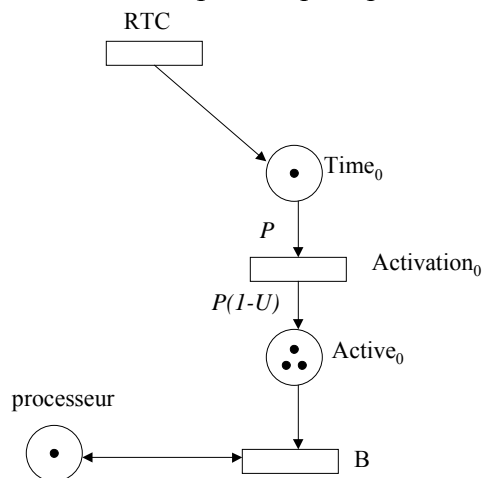 RTC
Time₀
P
Activation₀
P(1-U)
Active₀
processeur
B